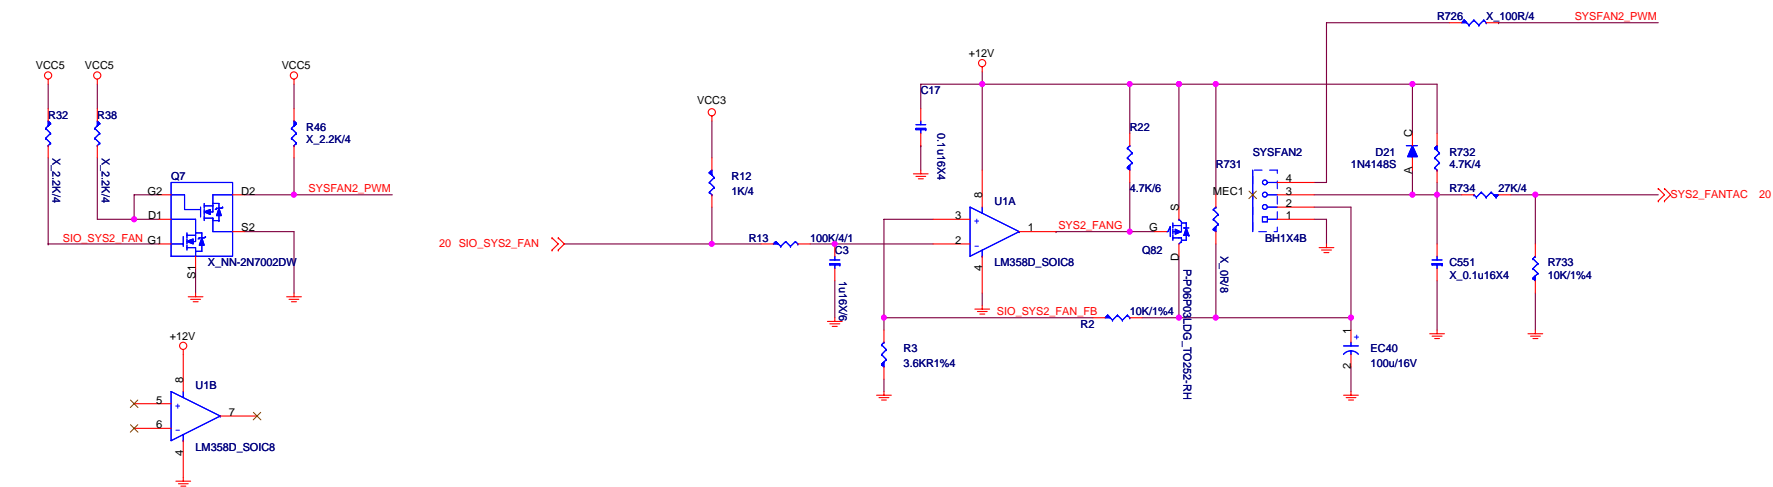 R726 X_100R/4 SYSFAN2_PWM
+12V
VCC5 VCC5 VCC5
VCC3
C17
0.1u16X4
R32
X_2.2K/4
R38
X_2.2K/4
R46
X_2.2K/4
Q7
G2 D2 SYSFAN2_PWM
D1 S2
SIO_SYS2_FAN G1
S1
X_NN-2N7002DW
R12
1K/4
20 SIO_SYS2_FAN
R13 100K/4/1
C3
1u16X/6
U1A
8
3 +
2 -
1
4
LM358D_SOIC8
SYS2_FANG
R22
4.7K/6
S
G
D
Q82
P-P06P03LDG_TO252-RH
R731
X_0R/8
SYSFAN2
MEC1
4
3
2
1
BH1X4B
C
D21
1N4148S
A
R732
4.7K/4
R734 27K/4
SYS2_FANTAC 20
C551
X_0.1u16X4
R733
10K/1%4
SIO_SYS2_FAN_FB 10K/1%4
R2
R3
3.6KR1%4
1
+
EC40
100u/16V
2
+12V
8
U1B
5 +
6 -
7
4
LM358D_SOIC8